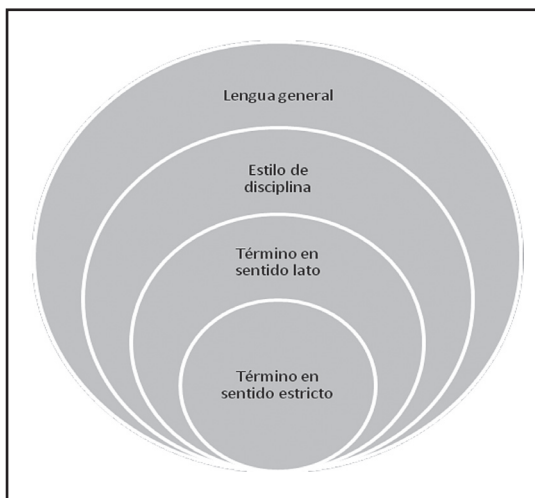 Lengua general
Estilo de
disciplina
Término en
sentido lato
Término en
sentido estricto